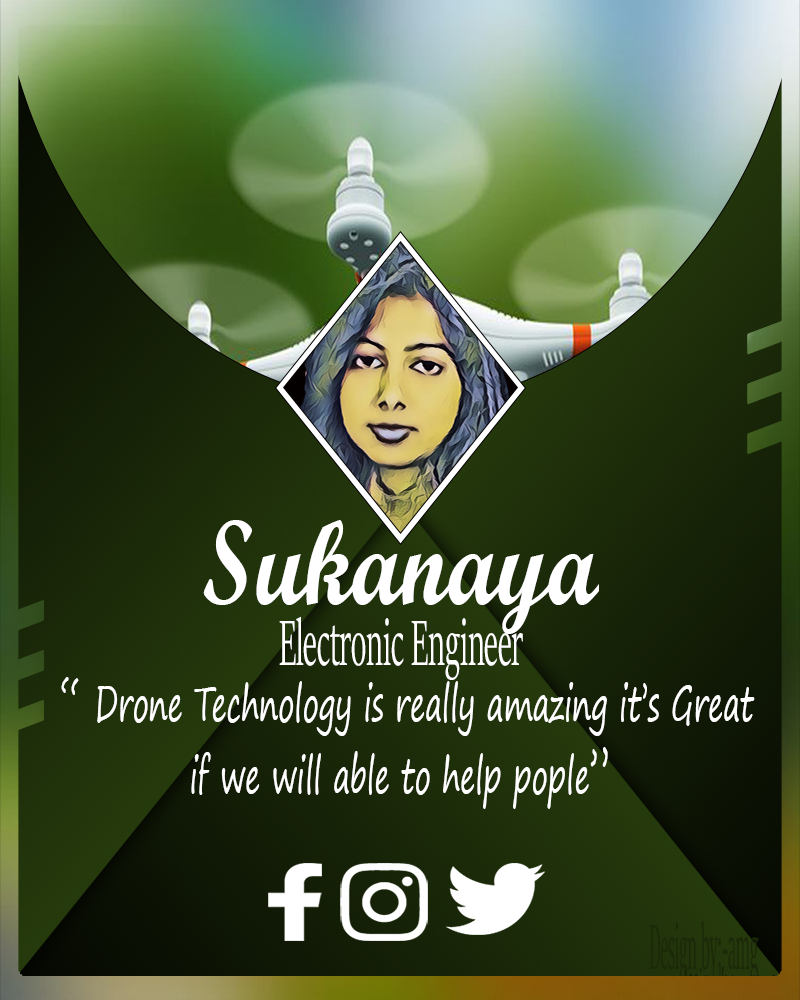 Sukanaya
Electronic Engineer
“ Drone Technology is really amazing it's Great
if we will able to help pople”
Design by:-amg